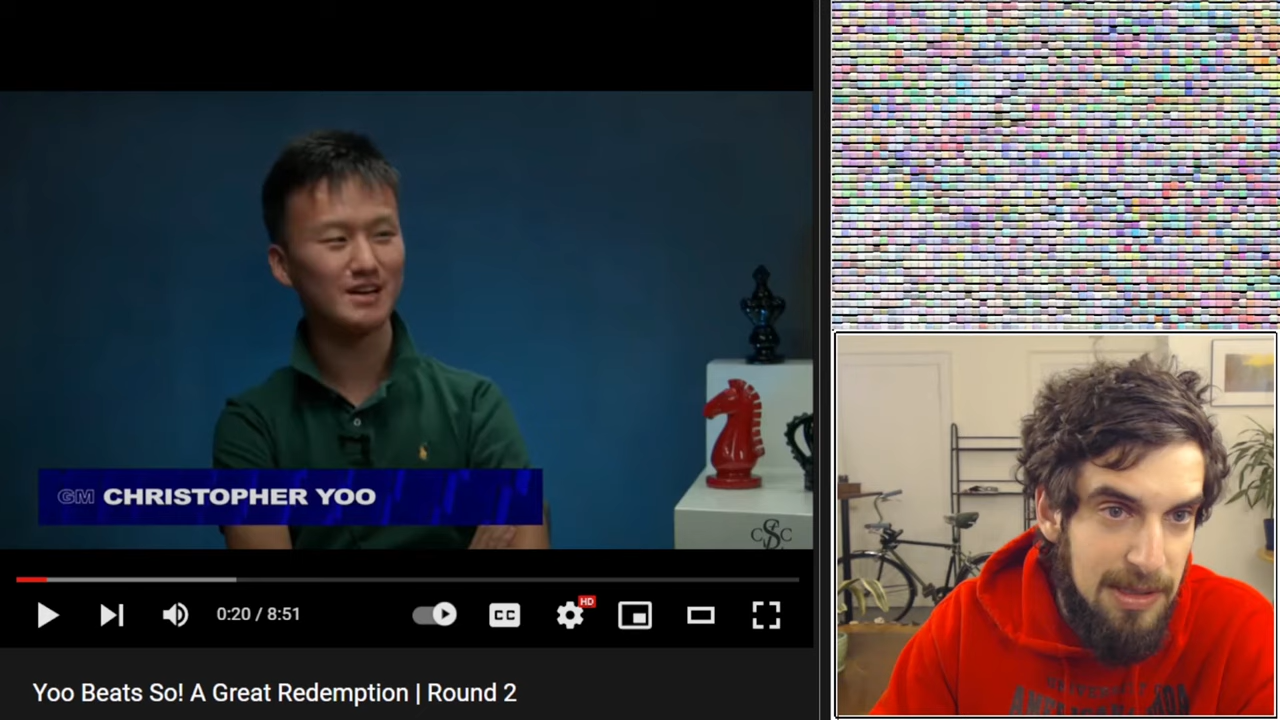 GM CHRISTOPHER YOO
CSC
0:20 / 8:51
CC
HD
Yoo Beats So! A Great Redemption | Round 2